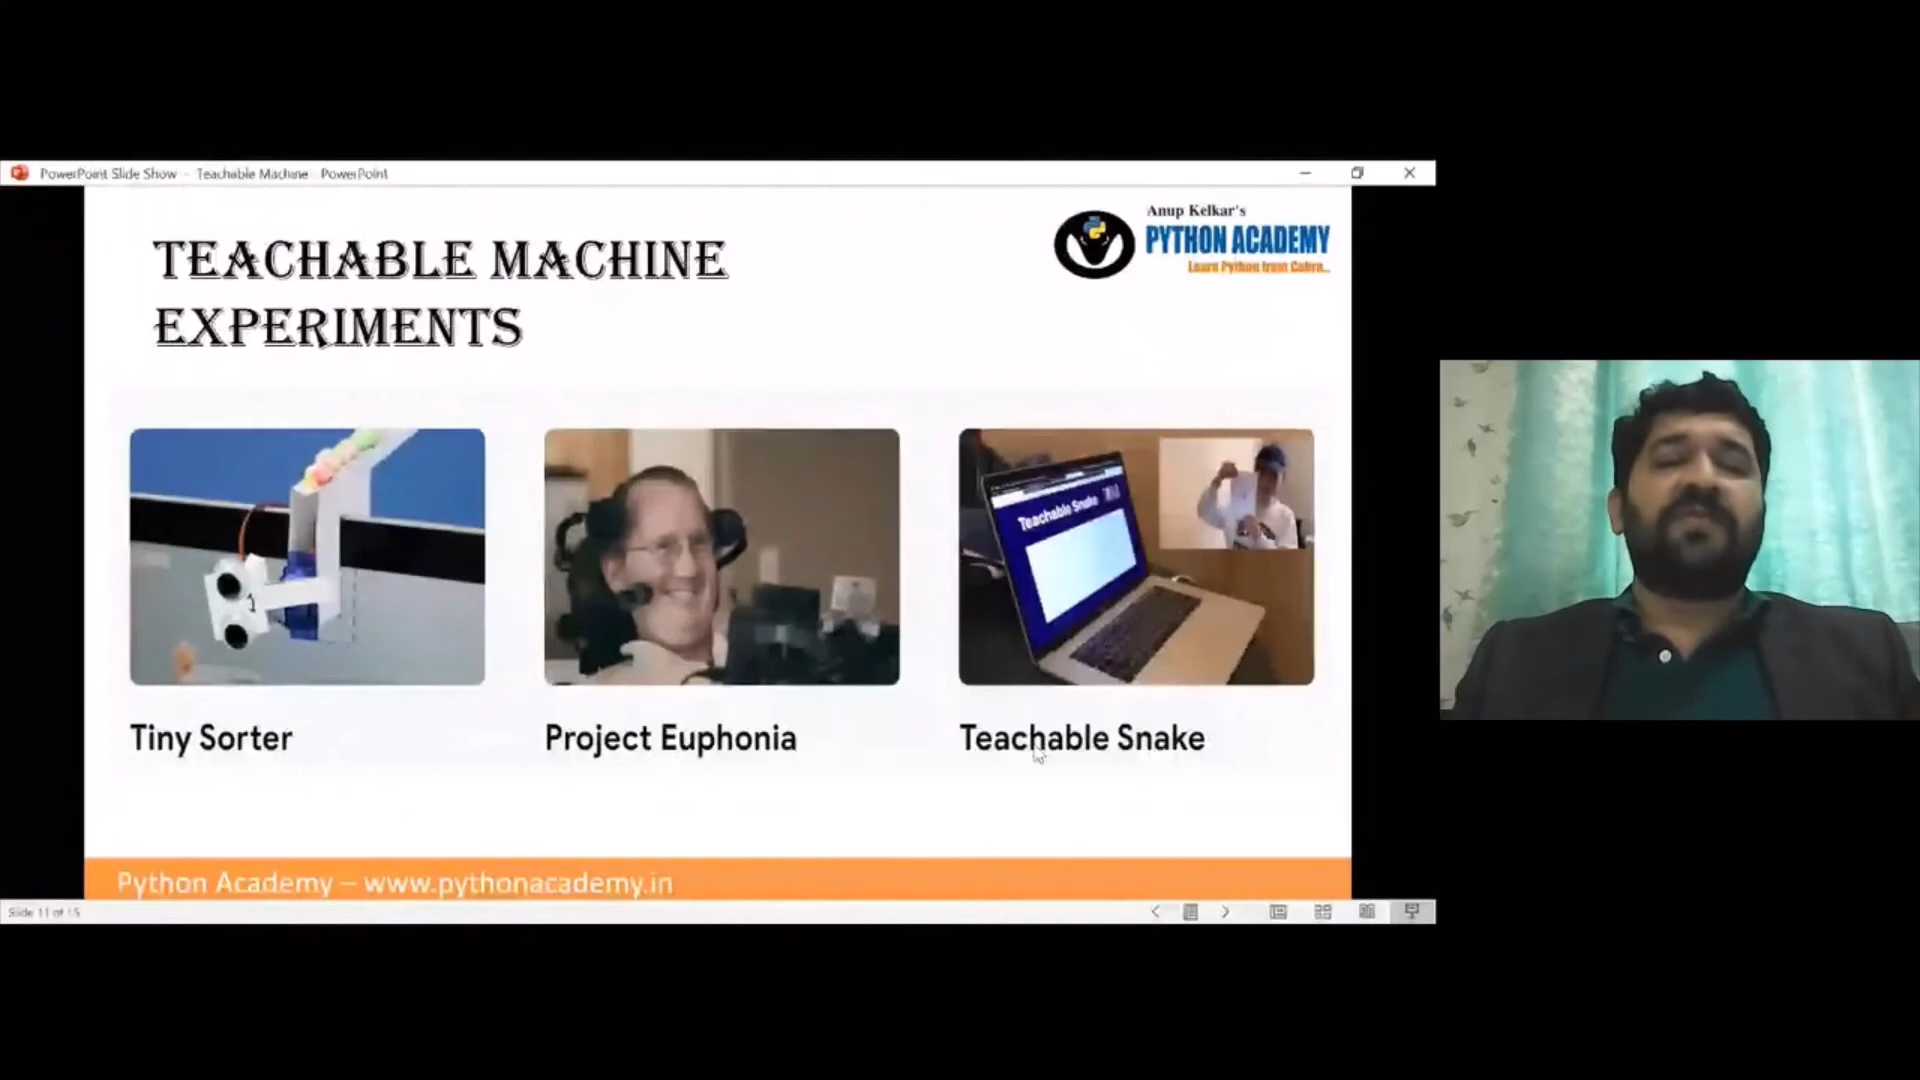 PowerPoint Slide Show - Teachable Machine - PowerPoint
Anup Kelkar's
PYTHON ACADEMY
Learn Python from Cobra...
TEACHABLE MACHINE
EXPERIMENTS
Teachable Snake
Tiny Sorter
Project Euphonia
Teachable Snake
Python Academy – www.pythonacademy.in
Slide 11 of 15